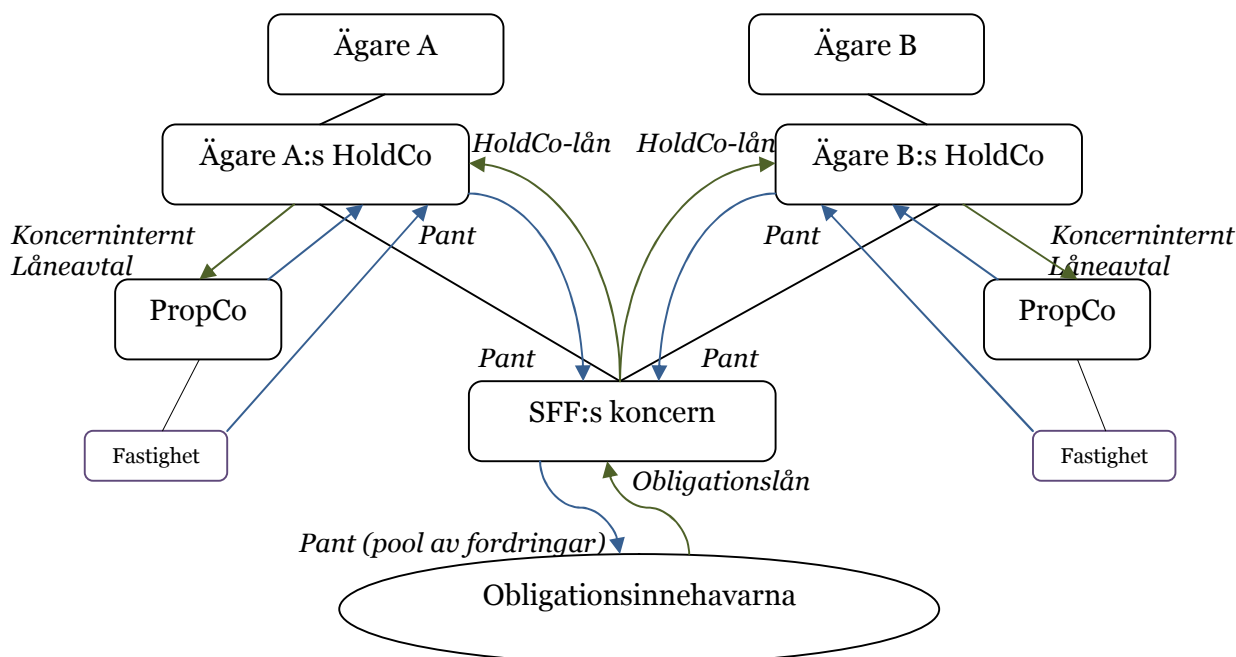 Ägare A
Ägare B
Ägare A:s HoldCo
HoldCo-lån
HoldCo-lån
Ägare B:s HoldCo
Koncerninternt
Låneavtal
Pant
Pant
Koncerninternt
Låneavtal
PropCo
PropCo
Pant
Pant
SFF:s koncern
Fastighet
Fastighet
Obligationslån
Pant (pool av fordringar)
Obligationsinnehavarna